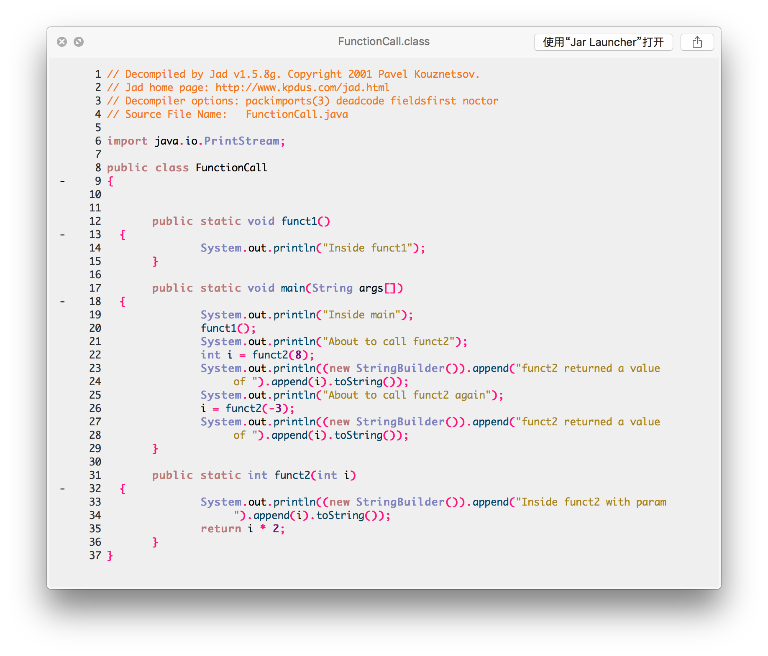 FunctionCall.class
使用“Jar Launcher”打开
1 // Decompiled by Jad v1.5.8g. Copyright 2001 Pavel Kouznetsov.
2 // Jad home page: http://www.kpdus.com/jad.html
3 // Decompiler options: packimports(3) deadcode fieldsfirst noctor
4 // Source File Name:   FunctionCall.java
5
6 import java.io.PrintStream;
7
8 public class FunctionCall
- 9 {
10
11
12 public static void funct1()
- 13 {
14 System.out.println("Inside funct1");
15 }
16
17 public static void main(String args[])
- 18 {
19 System.out.println("Inside main");
20 funct1();
21 System.out.println("About to call funct2");
22 int i = funct2(8);
23 System.out.println((new StringBuilder()).append("funct2 returned a value
24 of ").append(i).toString());
25 System.out.println("About to call funct2 again");
26 i = funct2(-3);
27 System.out.println((new StringBuilder()).append("funct2 returned a value
28 of ").append(i).toString());
29 }
30
31 public static int funct2(int i)
- 32 {
33 System.out.println((new StringBuilder()).append("Inside funct2 with param
34 ").append(i).toString());
35 return i * 2;
36 }
37 }